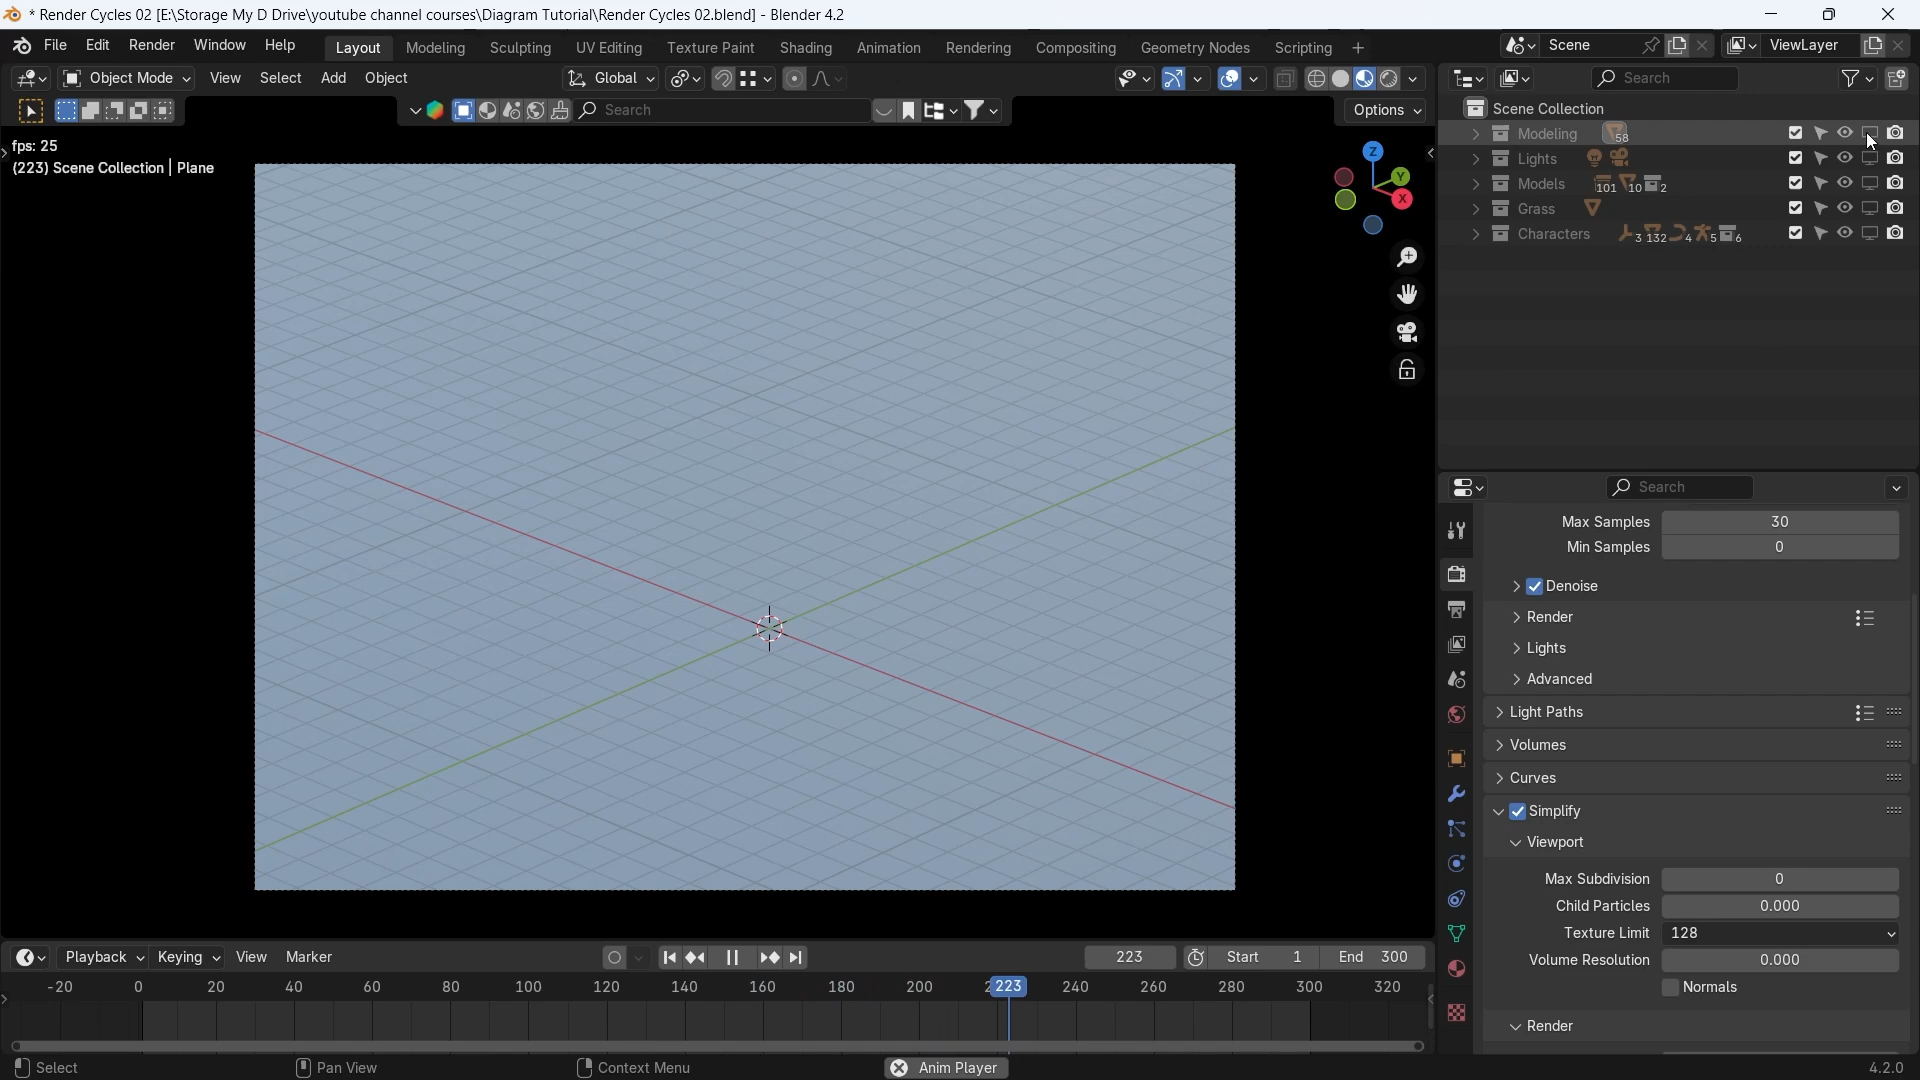 * Render Cycles 02 [E:\Storage My D Drive\youtube channel courses\Diagram Tutorial\Render Cycles 02.blend] - Blender 4.2
File Edit Render Window Help Layout Modeling Sculpting UV Editing Texture Paint Shading Animation Rendering Compositing Geometry Nodes Scripting + Scene ViewLayer
Object Mode View Select Add Object Global Search
Search Options
Scene Collection
fps: 25
(223) Scene Collection | Plane
Modeling 58
Lights
Models 101 10 2
Grass
Characters 3 132 4 5 6
Z
Y
X
Search
Max Samples 30
Min Samples 0
Denoise
Render
Lights
Advanced
Light Paths
Volumes
Curves
Simplify
Viewport
Max Subdivision 0
Child Particles 0.000
Texture Limit 128
Volume Resolution 0.000
Normals
Render
Playback Keying View Marker 223 Start 1 End 300
-20 0 20 40 60 80 100 120 140 160 180 200 223 240 260 280 300 320
Select Pan View Context Menu Anim Player 4.2.0